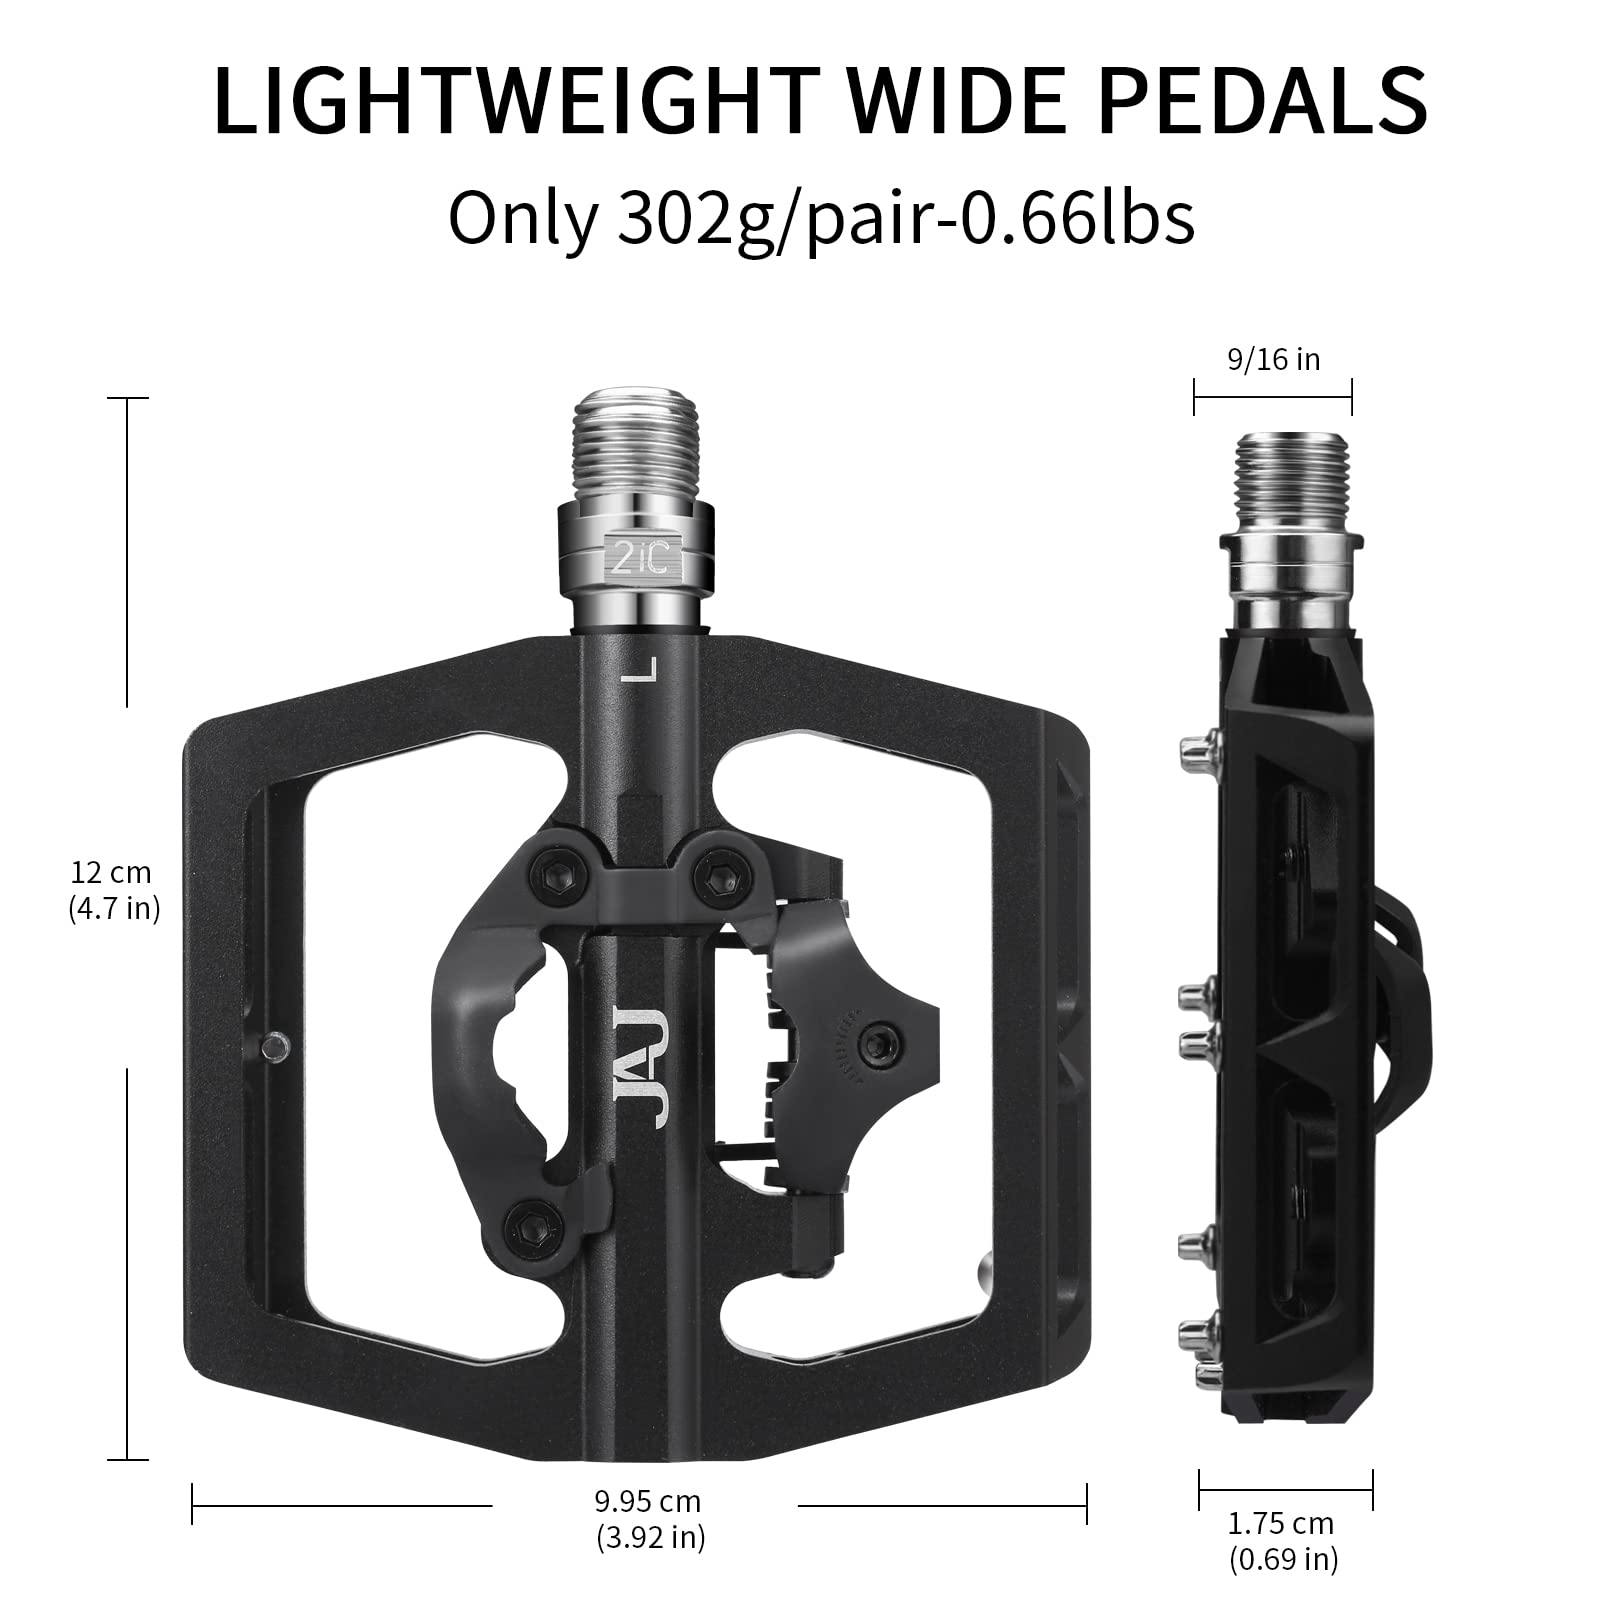 LIGHTWEIGHT WIDE PEDALS
Only 302g/pair-0.66lbs
9/16 in
2iC
L
12 cm
(4.7 in)
9.95 cm
(3.92 in)
1.75 cm
(0.69 in)